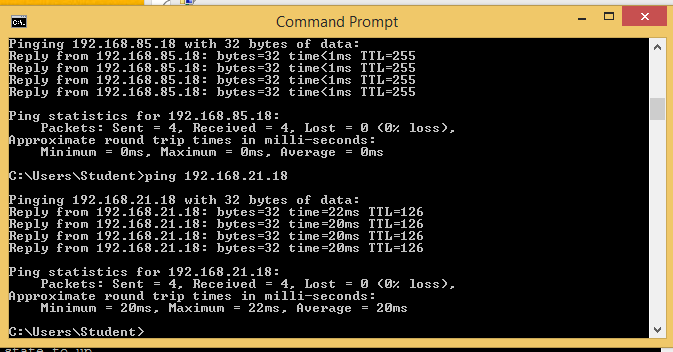 Command Prompt
Pinging 192.168.85.18 with 32 bytes of data:
Reply from 192.168.85.18: bytes=32 time<1ms TTL=255
Reply from 192.168.85.18: bytes=32 time<1ms TTL=255
Reply from 192.168.85.18: bytes=32 time<1ms TTL=255
Reply from 192.168.85.18: bytes=32 time<1ms TTL=255
Ping statistics for 192.168.85.18:
Packets: Sent = 4, Received = 4, Lost = 0 (0% loss),
Approximate round trip times in milli-seconds:
Minimum = 0ms, Maximum = 0ms, Average = 0ms
C:\Users\Student>ping 192.168.21.18
Pinging 192.168.21.18 with 32 bytes of data:
Reply from 192.168.21.18: bytes=32 time=22ms TTL=126
Reply from 192.168.21.18: bytes=32 time=20ms TTL=126
Reply from 192.168.21.18: bytes=32 time=20ms TTL=126
Reply from 192.168.21.18: bytes=32 time=20ms TTL=126
Ping statistics for 192.168.21.18:
Packets: Sent = 4, Received = 4, Lost = 0 (0% loss),
Approximate round trip times in milli-seconds:
Minimum = 20ms, Maximum = 22ms, Average = 20ms
C:\Users\Student>
state to up